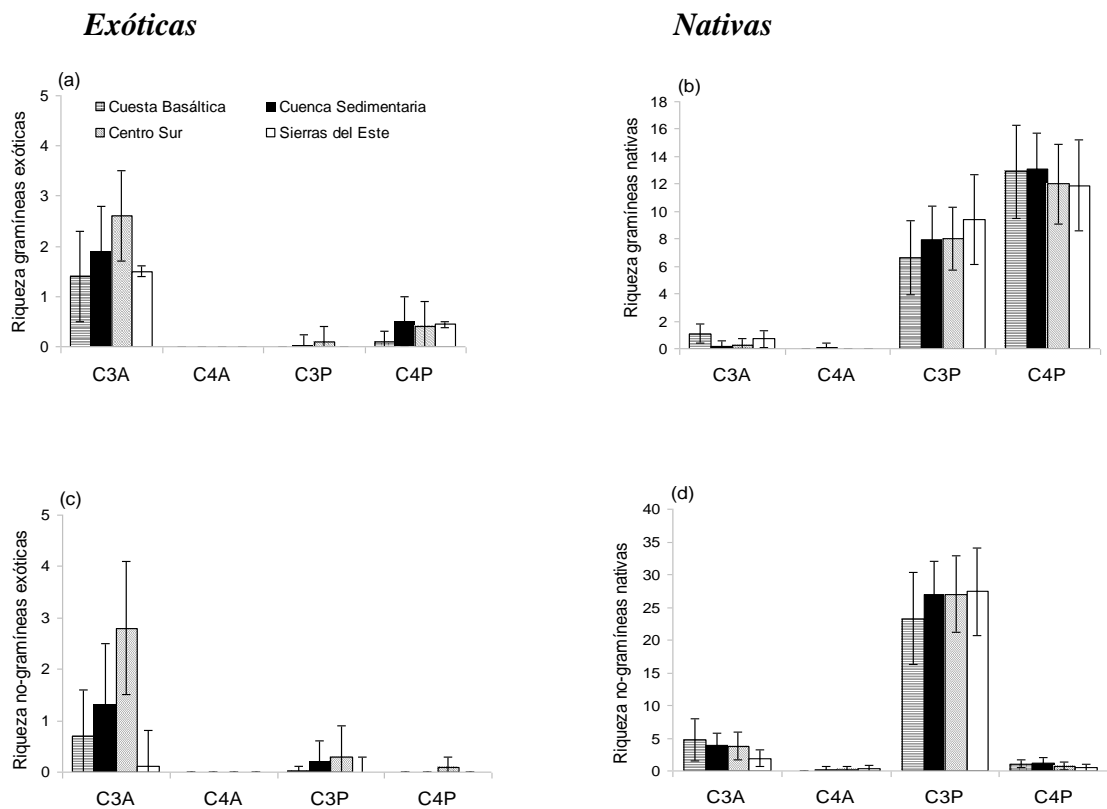 Exóticas
Nativas
(a)
Cuesta Basáltica
Cuenca Sedimentaria
Centro Sur
Sierras del Este
Riqueza gramíneas exóticas
5
4
3
2
1
0
C3A C4A C3P C4P
(b)
Riqueza gramíneas nativas
18
16
14
12
10
8
6
4
2
0
C3A C4A C3P C4P
(c)
Riqueza no-gramíneas exóticas
5
4
3
2
1
0
C3A C4A C3P C4P
(d)
Riqueza no-gramíneas nativas
40
35
30
25
20
15
10
5
0
C3A C4A C3P C4P